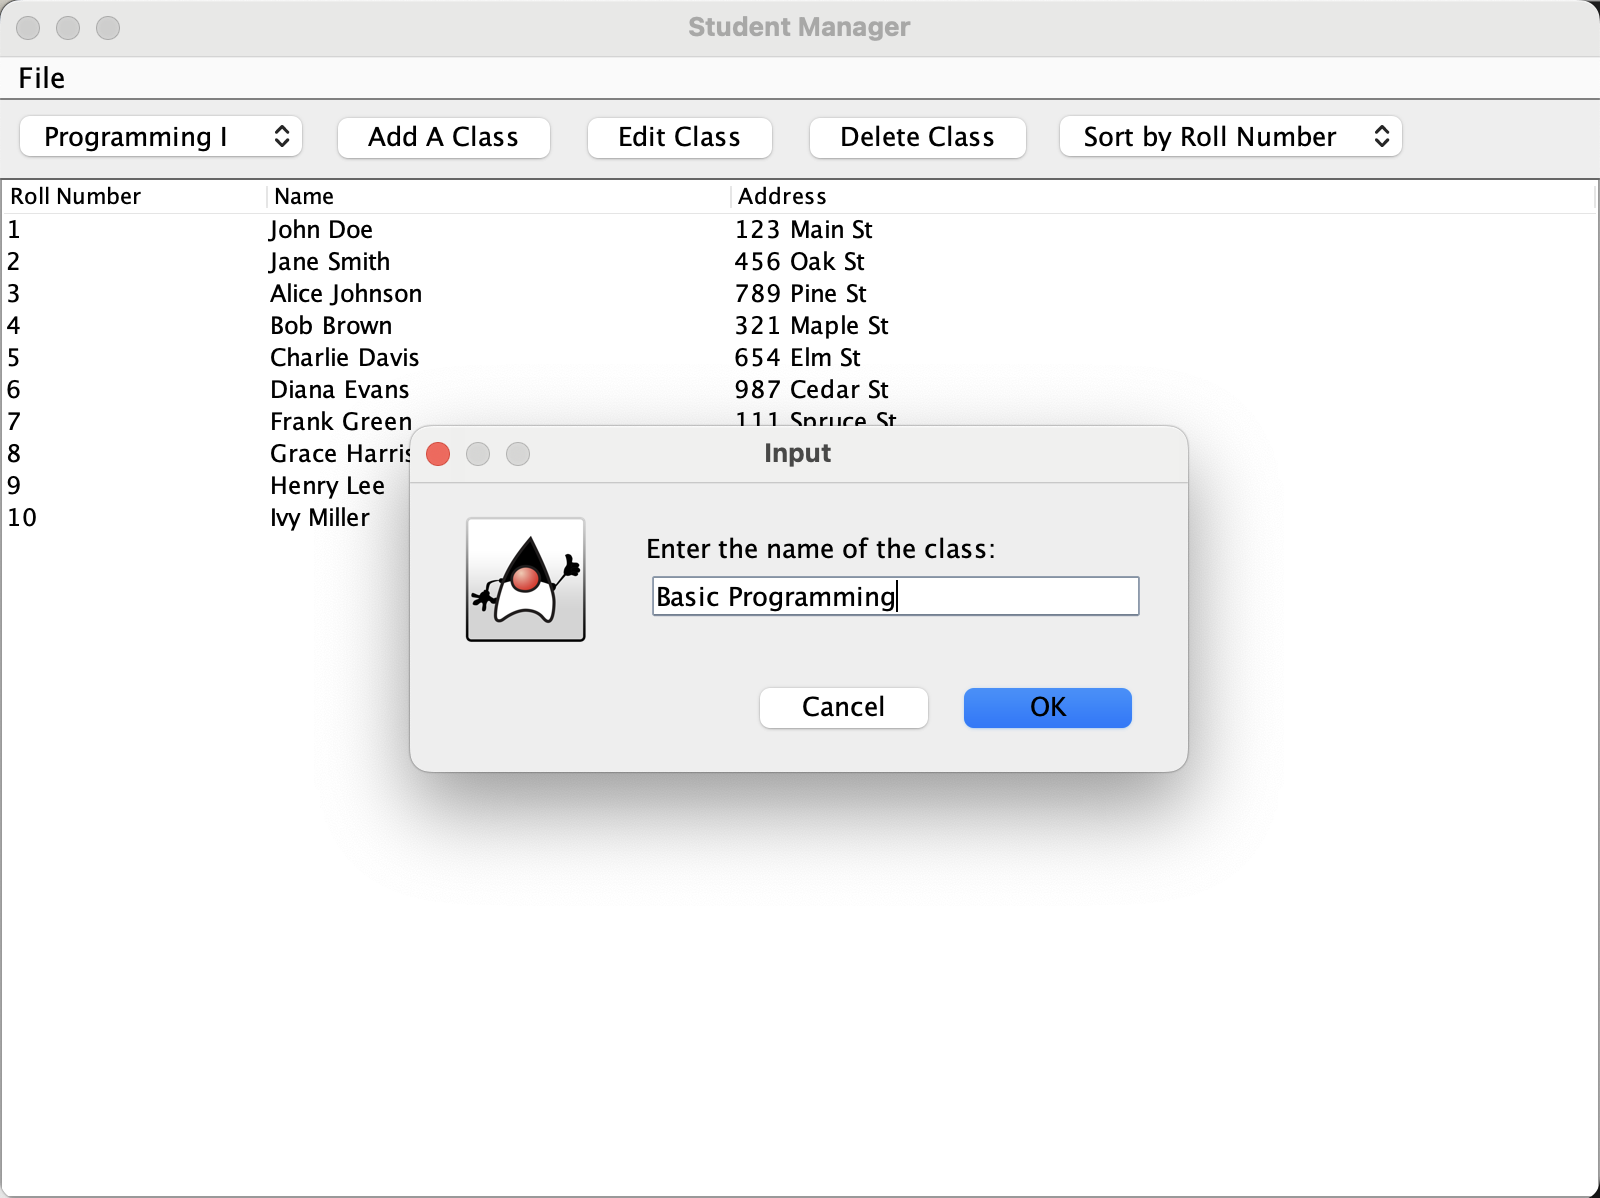 Student Manager
File
Programming I Add A Class Edit Class Delete Class Sort by Roll Number
Roll Number Name Address
1 John Doe 123 Main St
2 Jane Smith 456 Oak St
3 Alice Johnson 789 Pine St
4 Bob Brown 321 Maple St
5 Charlie Davis 654 Elm St
6 Diana Evans 987 Cedar St
7 Frank Green 111 Spruce St
8 Grace Harris
9 Henry Lee
10 Ivy Miller
Input
Enter the name of the class:
Basic Programming
Cancel OK